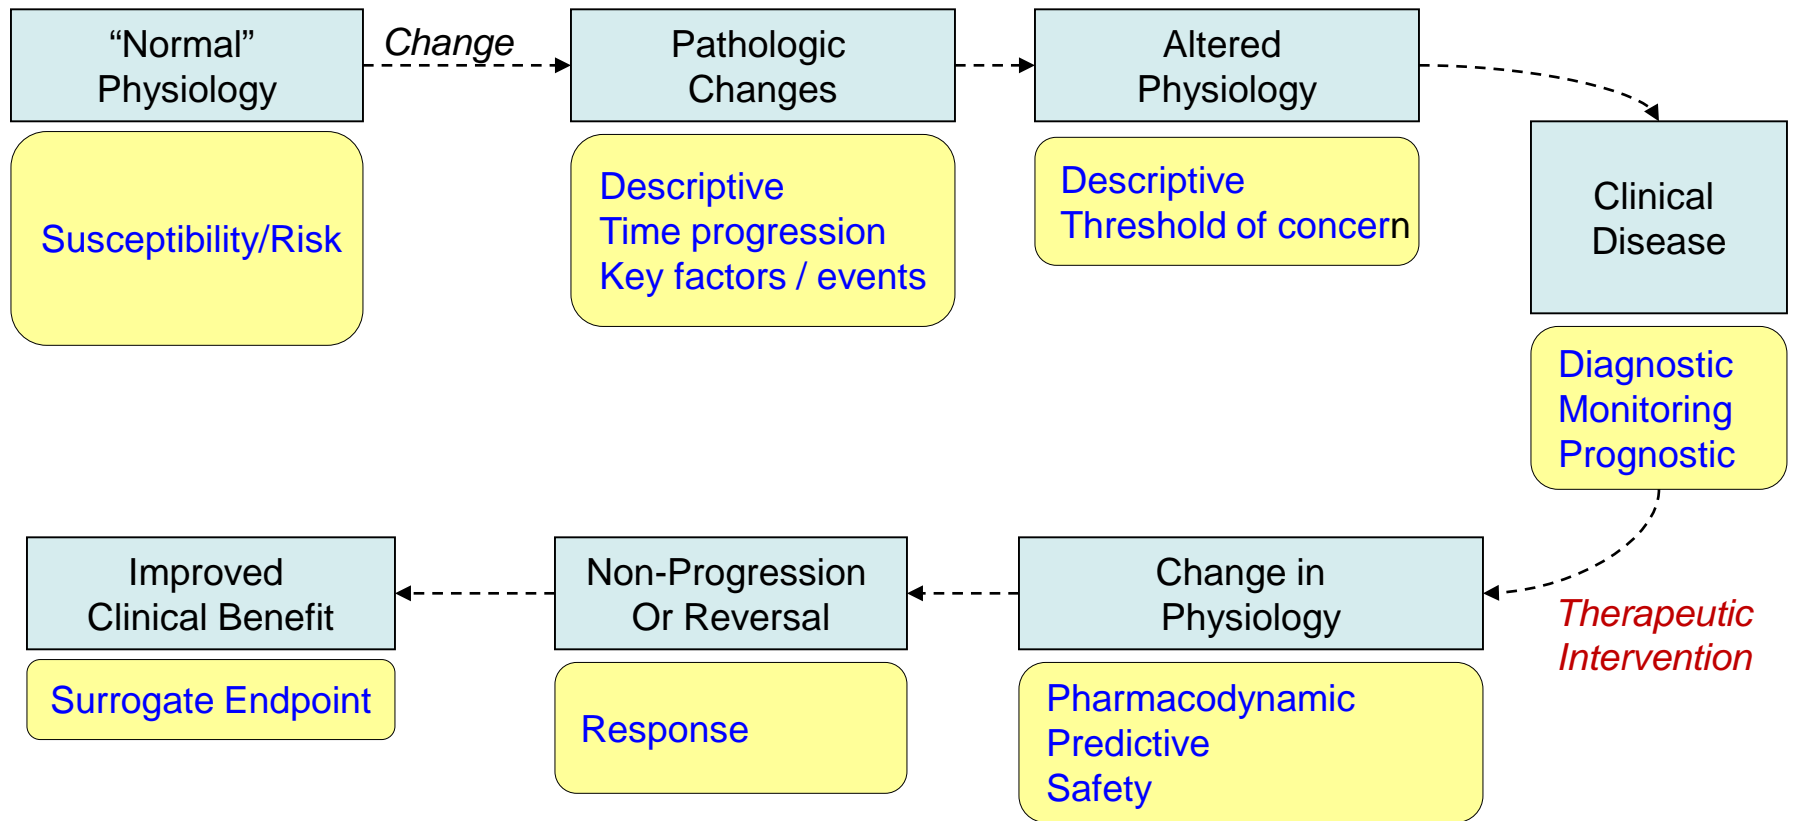 “Normal”
Physiology
Change
Pathologic
Changes
Altered
Physiology
Susceptibility/Risk
Descriptive
Time progression
Key factors / events
Descriptive
Threshold of concern
Clinical
Disease
Diagnostic
Monitoring
Prognostic
Therapeutic
Intervention
Change in
Physiology
Pharmacodynamic
Predictive
Safety
Non-Progression
Or Reversal
Response
Improved
Clinical Benefit
Surrogate Endpoint